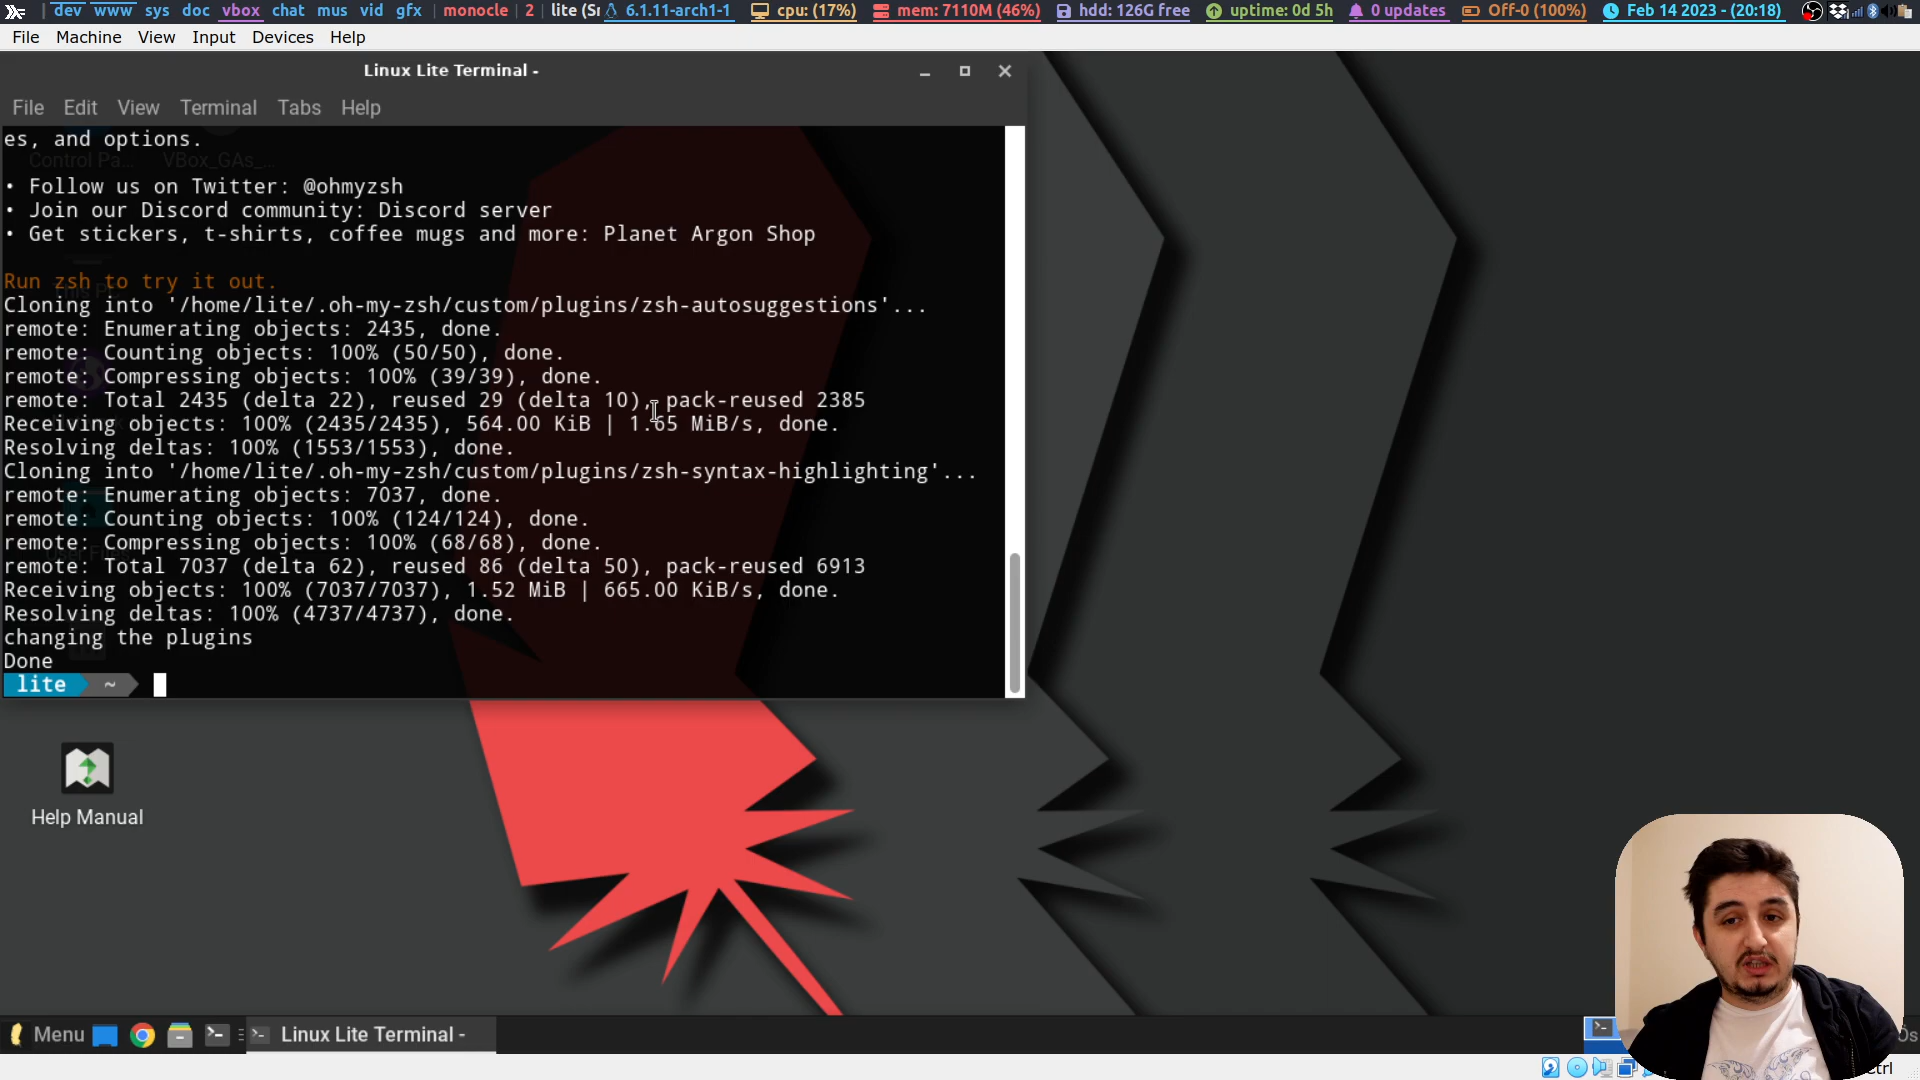 dev www sys doc vbox chat mus vid gfx | monocle | 2 | lite (Sn 6.1.11-arch1-1 cpu: (17%) mem: 7110M (46%) hdd: 126G free uptime: 0d 5h 0 updates Off-0 (100%) Feb 14 2023 - (20:18)
File Machine View Input Devices Help
Linux Lite Terminal -
File Edit View Terminal Tabs Help
es, and options.
Control Pa... VBox_GAs_...
• Follow us on Twitter: @ohmyzsh
• Join our Discord community: Discord server
• Get stickers, t-shirts, coffee mugs and more: Planet Argon Shop
Run zsh to try it out.
Cloning into '/home/lite/.oh-my-zsh/custom/plugins/zsh-autosuggestions'...
remote: Enumerating objects: 2435, done.
remote: Counting objects: 100% (50/50), done.
remote: Compressing objects: 100% (39/39), done.
remote: Total 2435 (delta 22), reused 29 (delta 10), pack-reused 2385
Receiving objects: 100% (2435/2435), 564.00 KiB | 1.65 MiB/s, done.
Resolving deltas: 100% (1553/1553), done.
Cloning into '/home/lite/.oh-my-zsh/custom/plugins/zsh-syntax-highlighting'...
remote: Enumerating objects: 7037, done.
remote: Counting objects: 100% (124/124), done.
remote: Compressing objects: 100% (68/68), done.
remote: Total 7037 (delta 62), reused 86 (delta 50), pack-reused 6913
Receiving objects: 100% (7037/7037), 1.52 MiB | 665.00 KiB/s, done.
Resolving deltas: 100% (4737/4737), done.
changing the plugins
Done
lite ~
Help Manual
Menu Linux Lite Terminal -